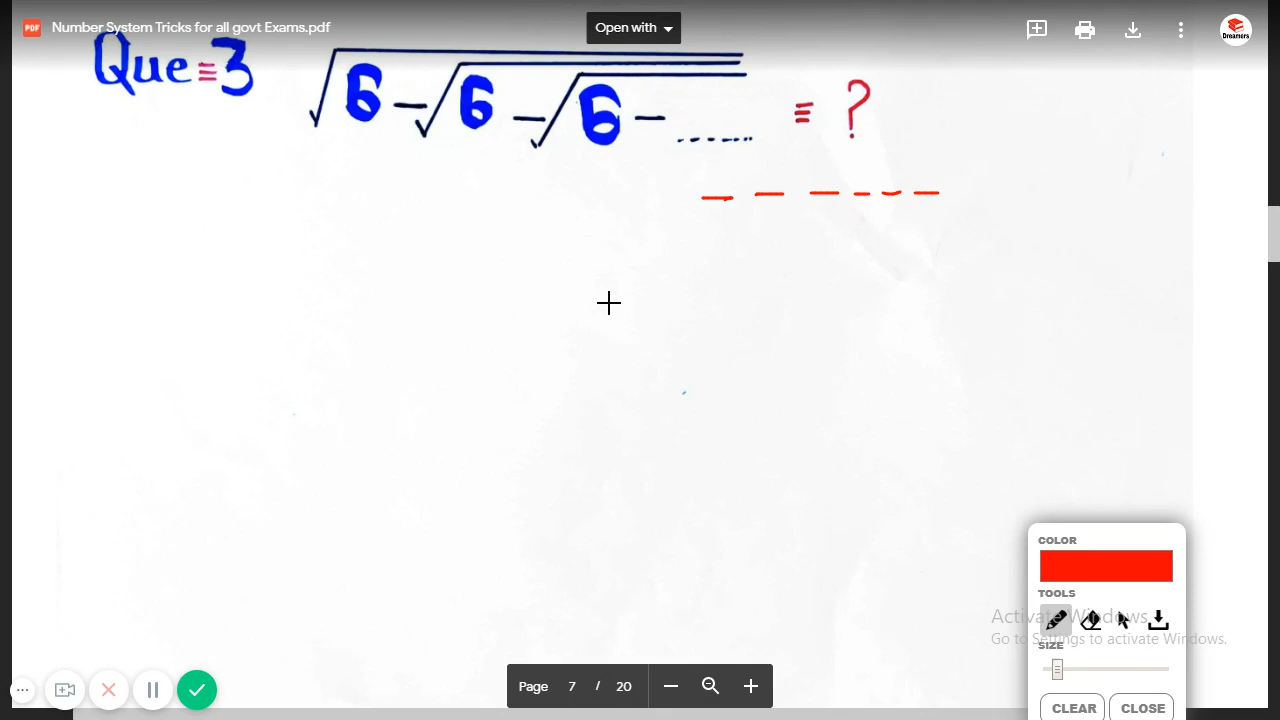 Number System Tricks for all govt Exams.pdf
Open with
Dreamers
Que = 3 √6 - √6 - √6 - ....... = ?
COLOR
TOOLS
Activate Windows
Go to Settings to activate Windows.
SIZE
Page 7 / 20
CLEAR CLOSE